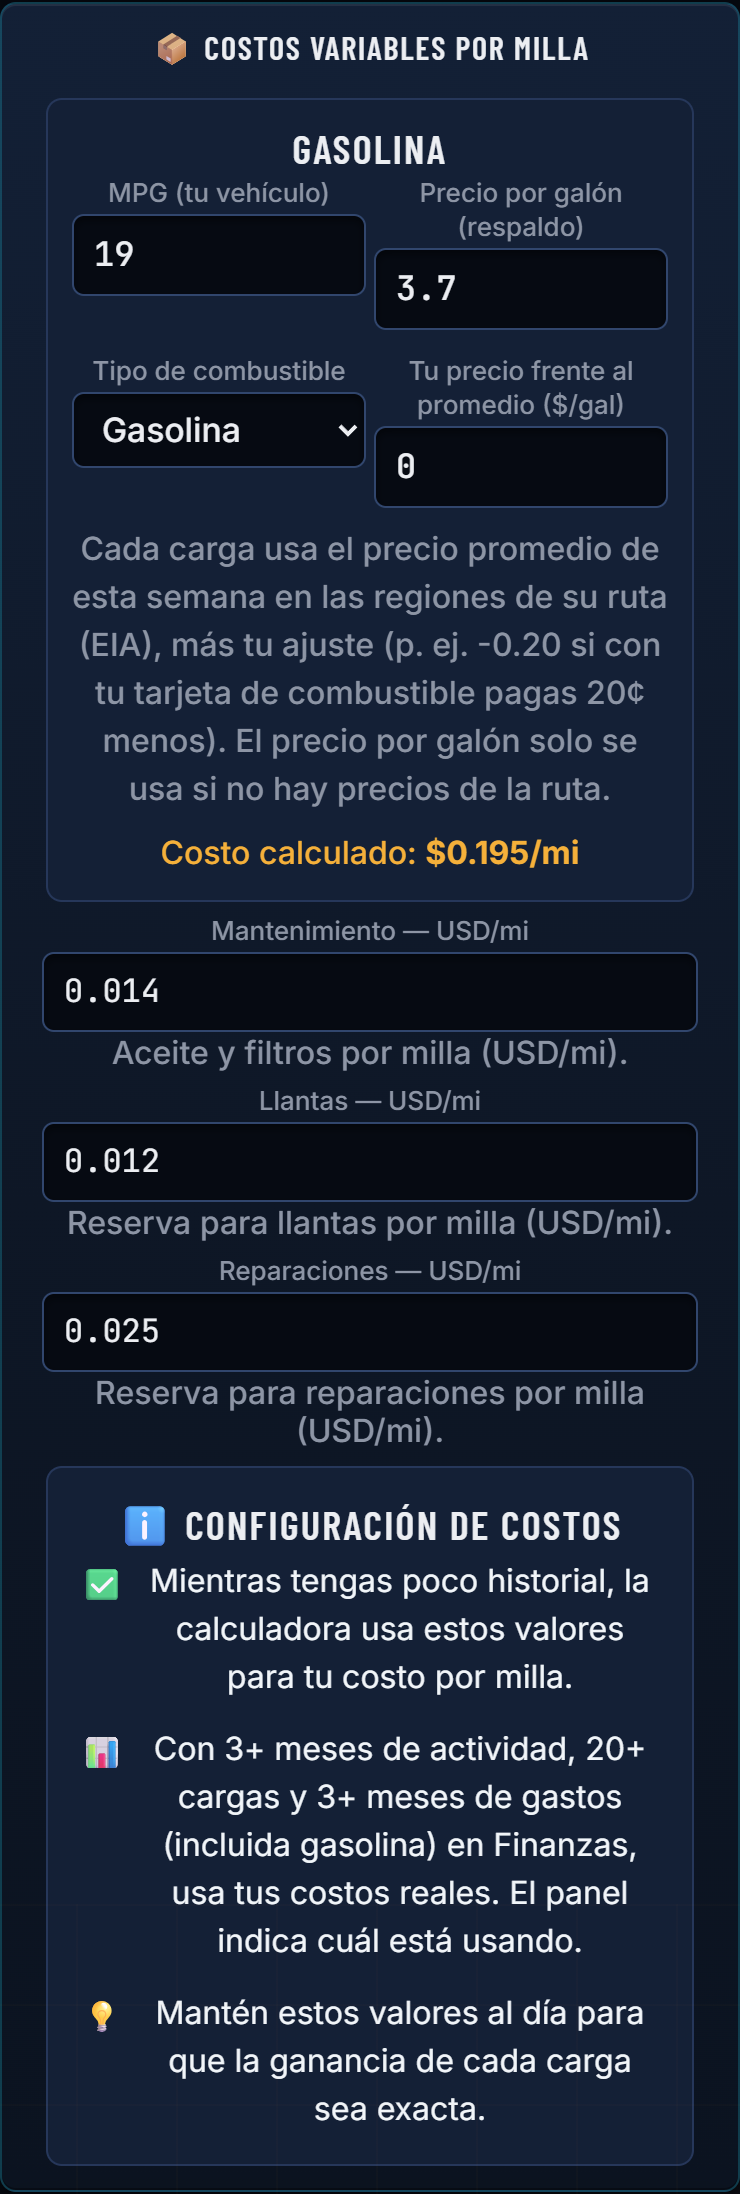 COSTOS VARIABLES POR MILLA
GASOLINA
MPG (tu vehículo)
19
Precio por galón
(respaldo)
3.7
Tipo de combustible
Gasolina
Tu precio frente al
promedio ($/gal)
0
Cada carga usa el precio promedio de
esta semana en las regiones de su ruta
(EIA), más tu ajuste (p. ej. -0.20 si con
tu tarjeta de combustible pagas 20¢
menos). El precio por galón solo se
usa si no hay precios de la ruta.
Costo calculado: $0.195/mi
Mantenimiento — USD/mi
0.014
Aceite y filtros por milla (USD/mi).
Llantas — USD/mi
0.012
Reserva para llantas por milla (USD/mi).
Reparaciones — USD/mi
0.025
Reserva para reparaciones por milla
(USD/mi).
CONFIGURACIÓN DE COSTOS
Mientras tengas poco historial, la
calculadora usa estos valores
para tu costo por milla.
Con 3+ meses de actividad, 20+
cargas y 3+ meses de gastos
(incluida gasolina) en Finanzas,
usa tus costos reales. El panel
indica cuál está usando.
Mantén estos valores al día para
que la ganancia de cada carga
sea exacta.